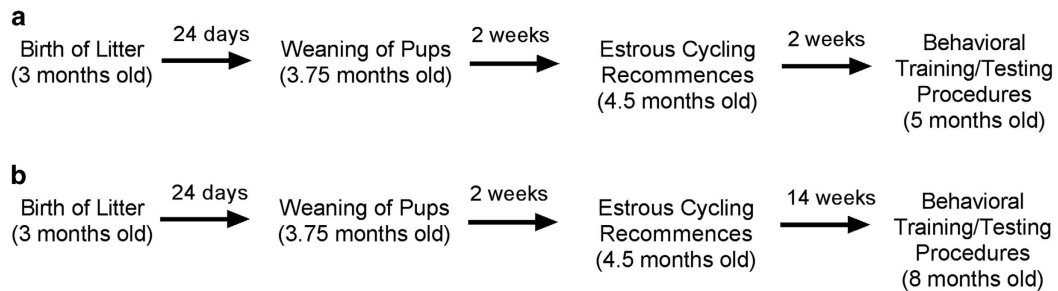 a
Birth of Litter
(3 months old)
24 days
Weaning of Pups
(3.75 months old)
2 weeks
Estrous Cycling
Recommences
(4.5 months old)
2 weeks
Behavioral
Training/Testing
Procedures
(5 months old)
b
Birth of Litter
(3 months old)
24 days
Weaning of Pups
(3.75 months old)
2 weeks
Estrous Cycling
Recommences
(4.5 months old)
14 weeks
Behavioral
Training/Testing
Procedures
(8 months old)